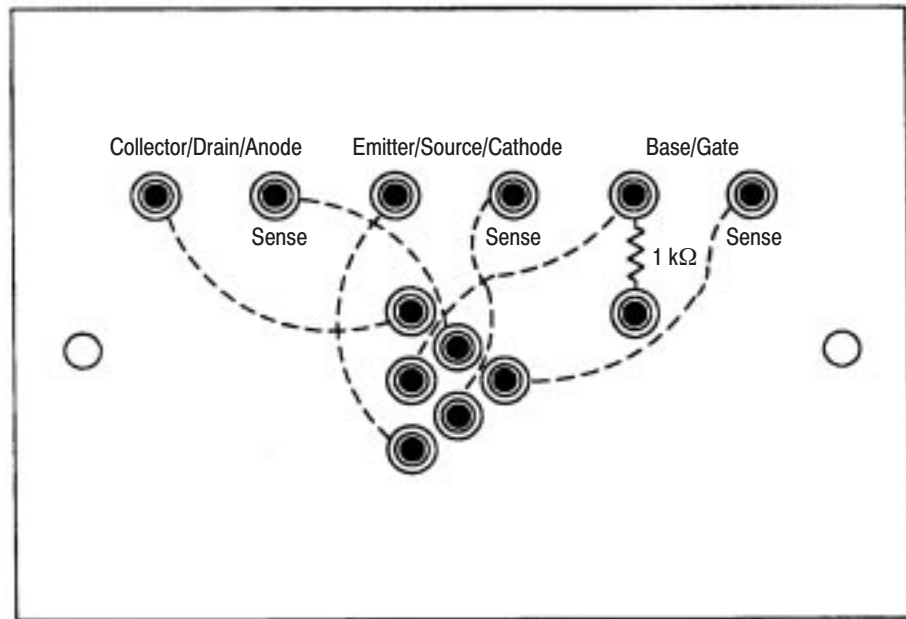 Collector/Drain/Anode Emitter/Source/Cathode Base/Gate
Sense Sense Sense
1 kΩ